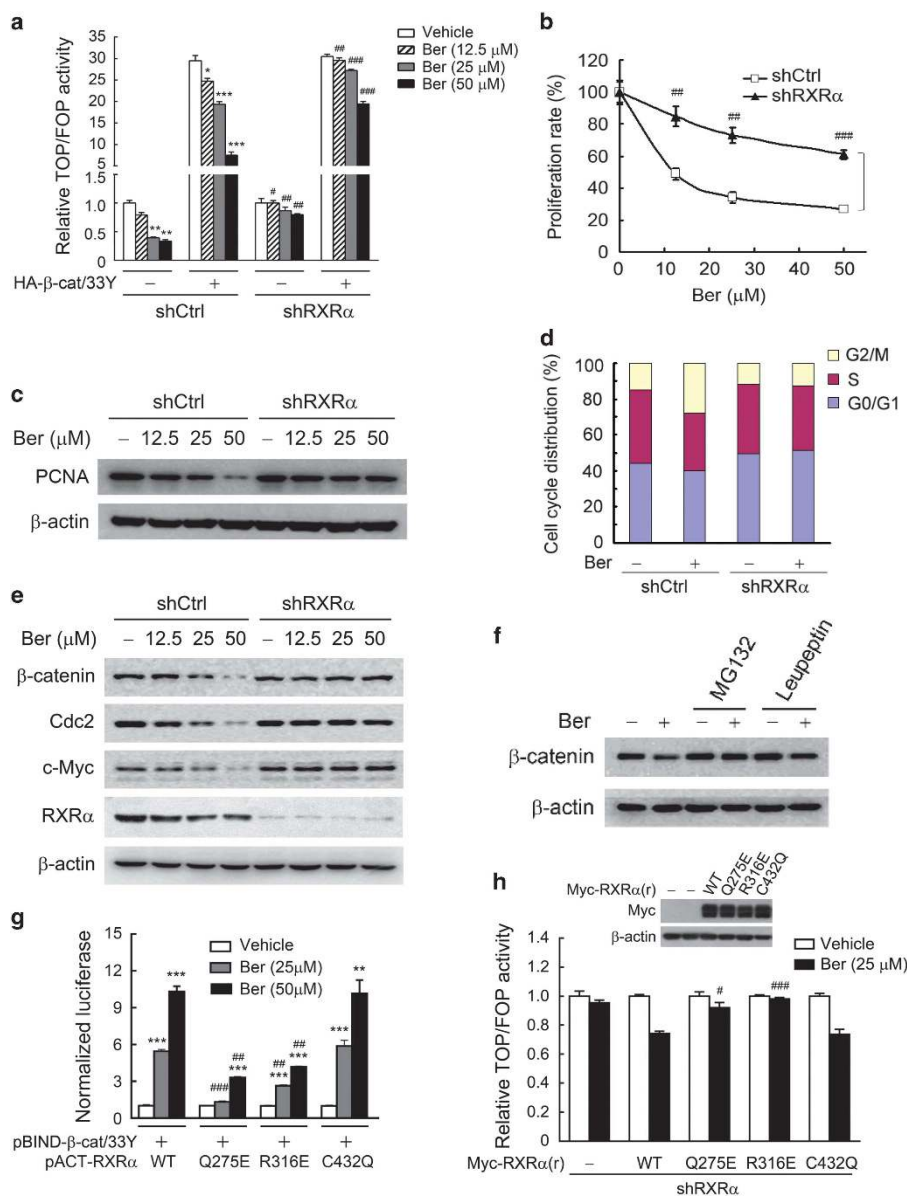 a
Relative TOP/FOP activity
35
30
25
20
15
10
5
1.5
1.0
0.5
0
Vehicle
Ber (12.5 μM)
Ber (25 μM)
Ber (50 μM)
* *** ***
## ### ###
** **
# ## ##
HA-β-cat/33Y − + − +
shCtrl shRXRα
b
Proliferation rate (%)
120
100
80
60
40
20
0
shCtrl
shRXRα
## ## ###
0 10 20 30 40 50
Ber (μM)
c
shCtrl shRXRα
Ber (μM) − 12.5 25 50 − 12.5 25 50
PCNA
β-actin
d
Cell cycle distribution (%)
100
80
60
40
20
0
G2/M
S
G0/G1
Ber − + − +
shCtrl shRXRα
e
shCtrl shRXRα
Ber (μM) − 12.5 25 50 − 12.5 25 50
β-catenin
Cdc2
c-Myc
RXRα
β-actin
f
MG132 Leupeptin
Ber − + − + − +
β-catenin
β-actin
g
Normalized luciferase
15
12
9
6
3
0
Vehicle
Ber (25μM)
Ber (50μM)
*** *** ### ## *** ## *** ## *** *** **
pBIND-β-cat/33Y + + + +
pACT-RXRα WT Q275E R316E C432Q
h
Myc-RXRα(r) − − WT Q275E R316E C432Q
Myc
β-actin
Relative TOP/FOP activity
1.4
1.2
1.0
0.8
0.6
0.4
0.2
0
Vehicle
Ber (25 μM)
# ###
Myc-RXRα(r) − WT Q275E R316E C432Q
shRXRα